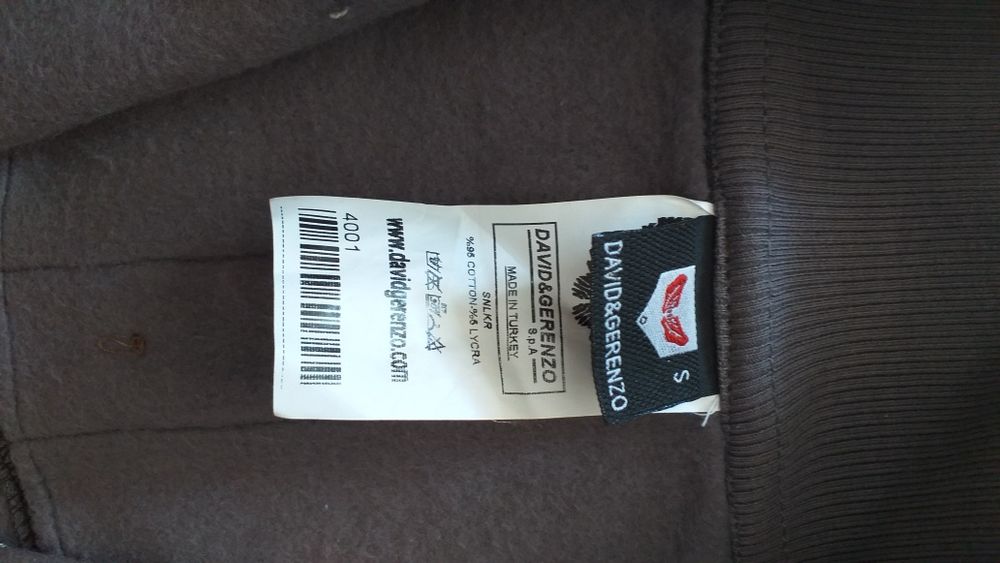 DAVID&GERENZO
S
DAVID&GERENZO
S.p.A
MADE IN TURKEY
SNLKR
%95 COTTON-%5 LYCRA
www.davidgerenzo.com
4001